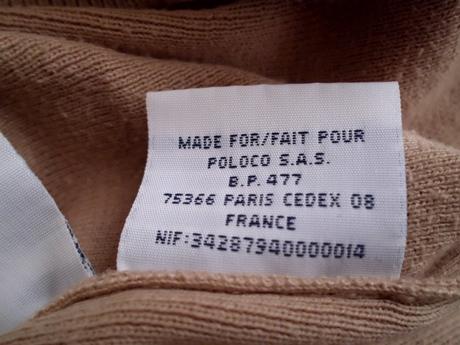 MADE FOR/FAIT POUR
POLOCO S.A.S.
B.P. 477
75366 PARIS CEDEX 08
FRANCE
NIF:34287940000014